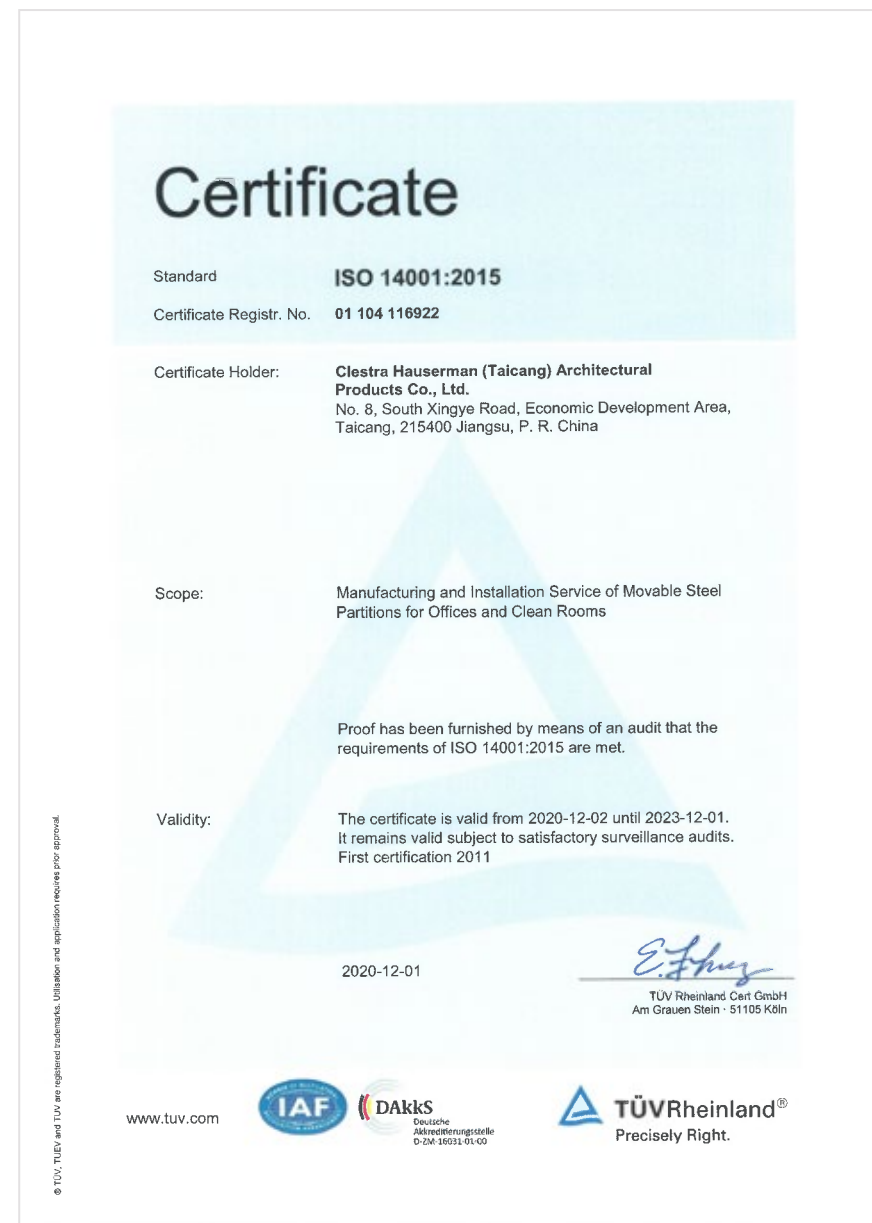 Certificate
Standard
ISO 14001:2015
Certificate Registr. No.
01 104 116922
Certificate Holder:
Clestra Hauserman (Taicang) Architectural
Products Co., Ltd.
No. 8, South Xingye Road, Economic Development Area,
Taicang, 215400 Jiangsu, P. R. China
Scope:
Manufacturing and Installation Service of Movable Steel
Partitions for Offices and Clean Rooms
Proof has been furnished by means of an audit that the
requirements of ISO 14001:2015 are met.
Validity:
The certificate is valid from 2020-12-02 until 2023-12-01.
It remains valid subject to satisfactory surveillance audits.
First certification 2011
2020-12-01
TÜV Rheinland Cert GmbH
Am Grauen Stein · 51105 Köln
© TÜV, TUEV and TUV are registered trademarks. Utilisation and application requires prior approval.
www.tuv.com
IAF
DAkkS
Deutsche
Akkreditierungsstelle
D-ZM-16031-01-00
TÜVRheinland®
Precisely Right.